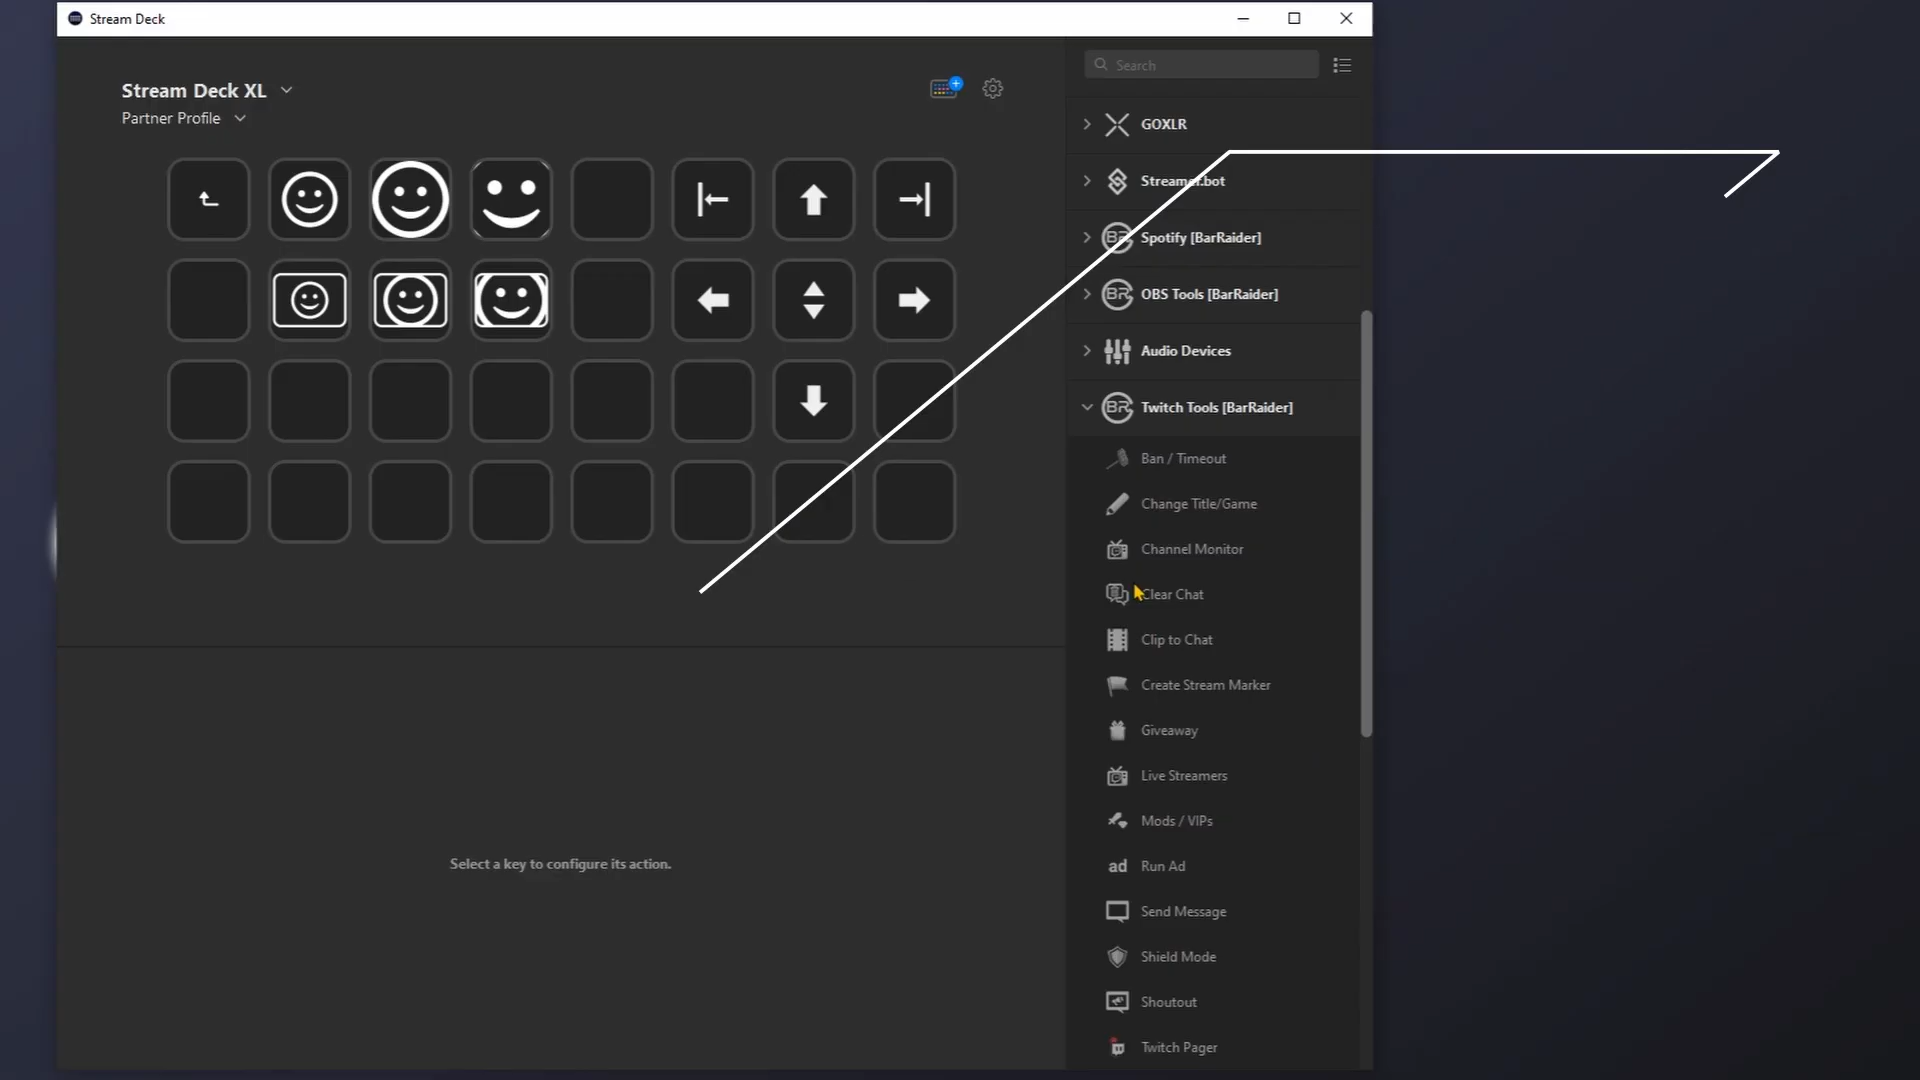 Stream Deck
Stream Deck XL
Partner Profile
Search
GOXLR
Streamer.bot
BR Spotify [BarRaider]
BR OBS Tools [BarRaider]
Audio Devices
BR Twitch Tools [BarRaider]
Ban / Timeout
Change Title/Game
Channel Monitor
Clear Chat
Clip to Chat
Create Stream Marker
Giveaway
Live Streamers
Mods / VIPs
ad Run Ad
Send Message
Shield Mode
Shoutout
Twitch Pager
Select a key to configure its action.